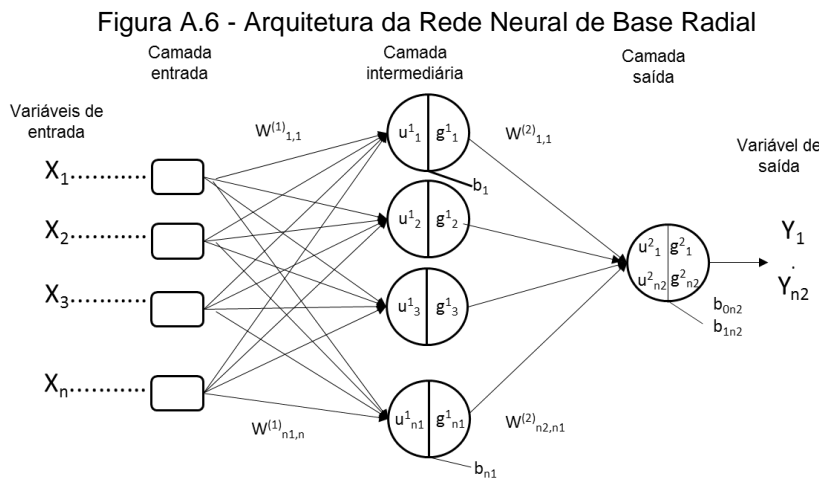 Figura A.6 - Arquitetura da Rede Neural de Base Radial
Camada
entrada
Camada
intermediária
Camada
saída
Variáveis de
entrada
Variável de
saída
X1............
X2............
X3............
Xn............
W(1)1,1
W(1)n1,n
u11 g11
b1
u12 g12
u13 g13
u1n1 g1n1
bn1
W(2)1,1
W(2)n2,n1
u21 g21
u2n2 g2n2
b0n2
b1n2
Y1
.
Yn2